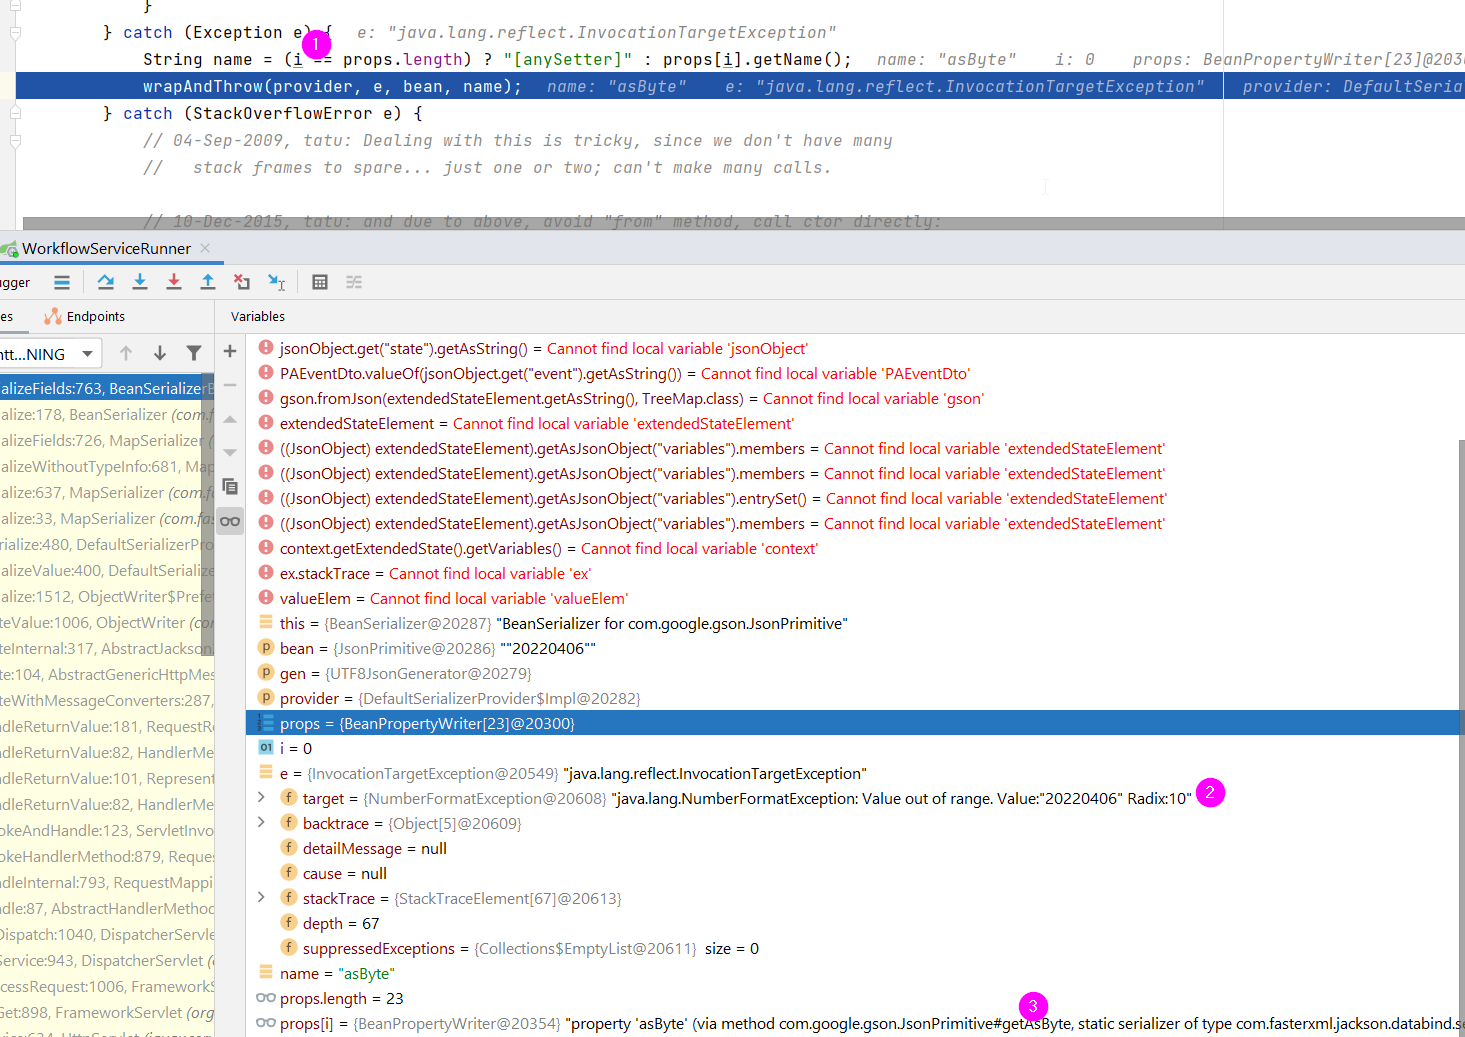 }
} catch (Exception e) { e: "java.lang.reflect.InvocationTargetException"
1
String name = (i == props.length) ? "[anySetter]" : props[i].getName(); name: "asByte" i: 0 props: BeanPropertyWriter[23]@2030
wrapAndThrow(provider, e, bean, name); name: "asByte" e: "java.lang.reflect.InvocationTargetException" provider: DefaultSeria
} catch (StackOverflowError e) {
// 04-Sep-2009, tatu: Dealing with this is tricky, since we don't have many
// stack frames to spare... just one or two; can't make many calls.
// 10-Dec-2015, tatu: and due to above, avoid "from" method, call ctor directly:
WorkflowServiceRunner
ugger
es Endpoints Variables
ntt...NING
alizeFields:763, BeanSerializerB
alize:178, BeanSerializer (com.fa
alizeFields:726, MapSerializer (
alizeWithoutTypeInfo:681, Map
alize:637, MapSerializer (com.fa
alize:33, MapSerializer (com.fas
rialize:480, DefaultSerializerPro
alizeValue:400, DefaultSerialize
alize:1512, ObjectWriter$Prefet
teValue:1006, ObjectWriter (co
teInternal:317, AbstractJackson
te:104, AbstractGenericHttpMes
teWithMessageConverters:287,
ndleReturnValue:181, RequestRe
ndleReturnValue:82, HandlerMe
ndleReturnValue:101, Represent
ndleReturnValue:82, HandlerMe
okeAndHandle:123, ServletInvo
okeHandlerMethod:879, Reque
ndleInternal:793, RequestMappi
ndle:87, AbstractHandlerMethod
Dispatch:1040, DispatcherServle
Service:943, DispatcherServlet (o
cessRequest:1006, FrameworkS
Get:898, FrameworkServlet (org
jsonObject.get("state").getAsString() = Cannot find local variable 'jsonObject'
PAEventDto.valueOf(jsonObject.get("event").getAsString()) = Cannot find local variable 'PAEventDto'
gson.fromJson(extendedStateElement.getAsString(), TreeMap.class) = Cannot find local variable 'gson'
extendedStateElement = Cannot find local variable 'extendedStateElement'
((JsonObject) extendedStateElement).getAsJsonObject("variables").members = Cannot find local variable 'extendedStateElement'
((JsonObject) extendedStateElement).getAsJsonObject("variables").members = Cannot find local variable 'extendedStateElement'
((JsonObject) extendedStateElement).getAsJsonObject("variables").entrySet() = Cannot find local variable 'extendedStateElement'
((JsonObject) extendedStateElement).getAsJsonObject("variables").members = Cannot find local variable 'extendedStateElement'
context.getExtendedState().getVariables() = Cannot find local variable 'context'
ex.stackTrace = Cannot find local variable 'ex'
valueElem = Cannot find local variable 'valueElem'
this = {BeanSerializer@20287} "BeanSerializer for com.google.gson.JsonPrimitive"
p bean = {JsonPrimitive@20286} ""20220406""
p gen = {UTF8JsonGenerator@20279}
p provider = {DefaultSerializerProvider$Impl@20282}
props = {BeanPropertyWriter[23]@20300}
01 i = 0
e = {InvocationTargetException@20549} "java.lang.reflect.InvocationTargetException"
f target = {NumberFormatException@20608} "java.lang.NumberFormatException: Value out of range. Value:"20220406" Radix:10" 2
f backtrace = {Object[5]@20609}
f detailMessage = null
f cause = null
f stackTrace = {StackTraceElement[67]@20613}
f depth = 67
f suppressedExceptions = {Collections$EmptyList@20611} size = 0
name = "asByte"
props.length = 23
3
props[i] = {BeanPropertyWriter@20354} "property 'asByte' (via method com.google.gson.JsonPrimitive#getAsByte, static serializer of type com.fasterxml.jackson.databind.se